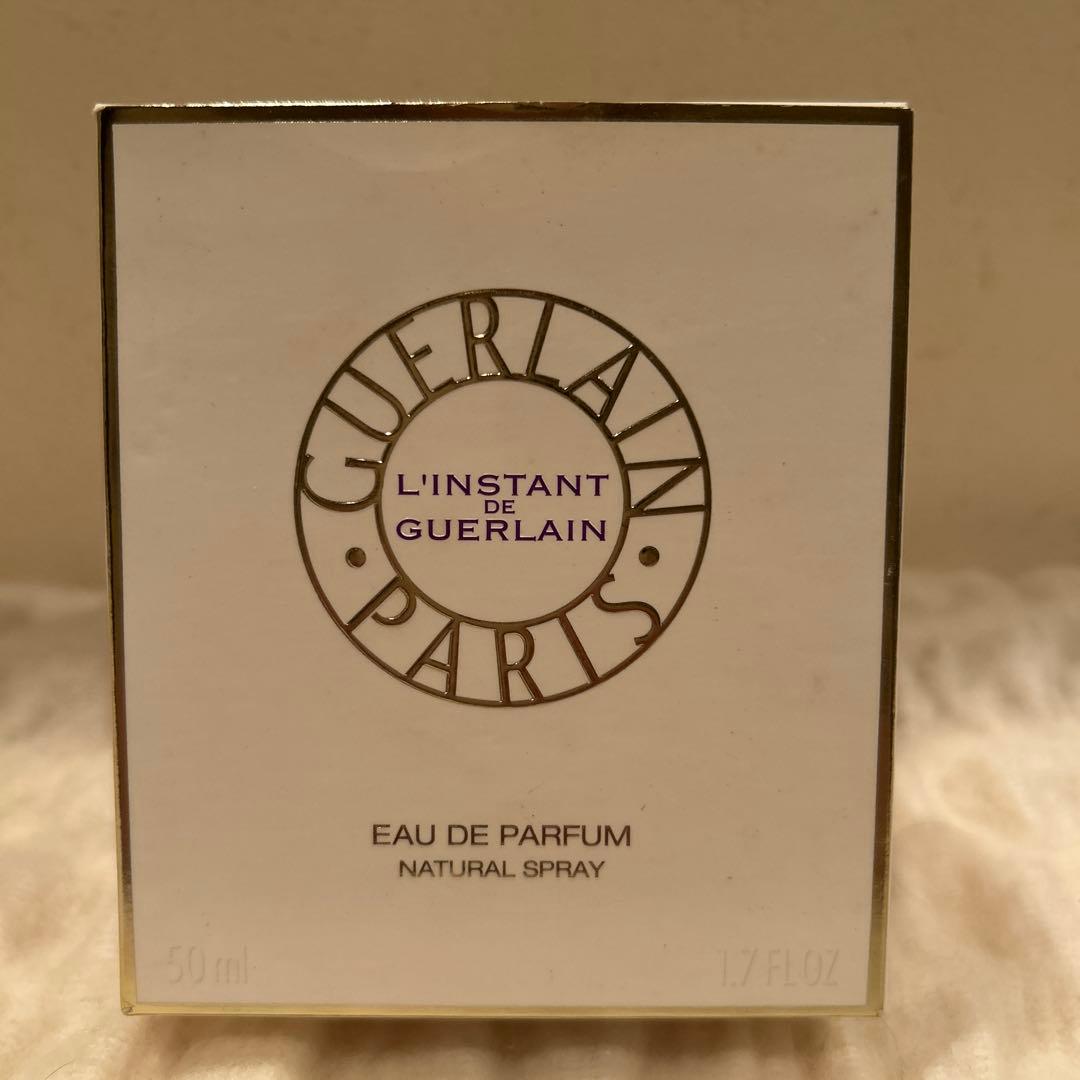 GUERLAIN
L'INSTANT
DE
GUERLAIN
PARIS
EAU DE PARFUM
NATURAL SPRAY
50 ml 1.7 FL OZ